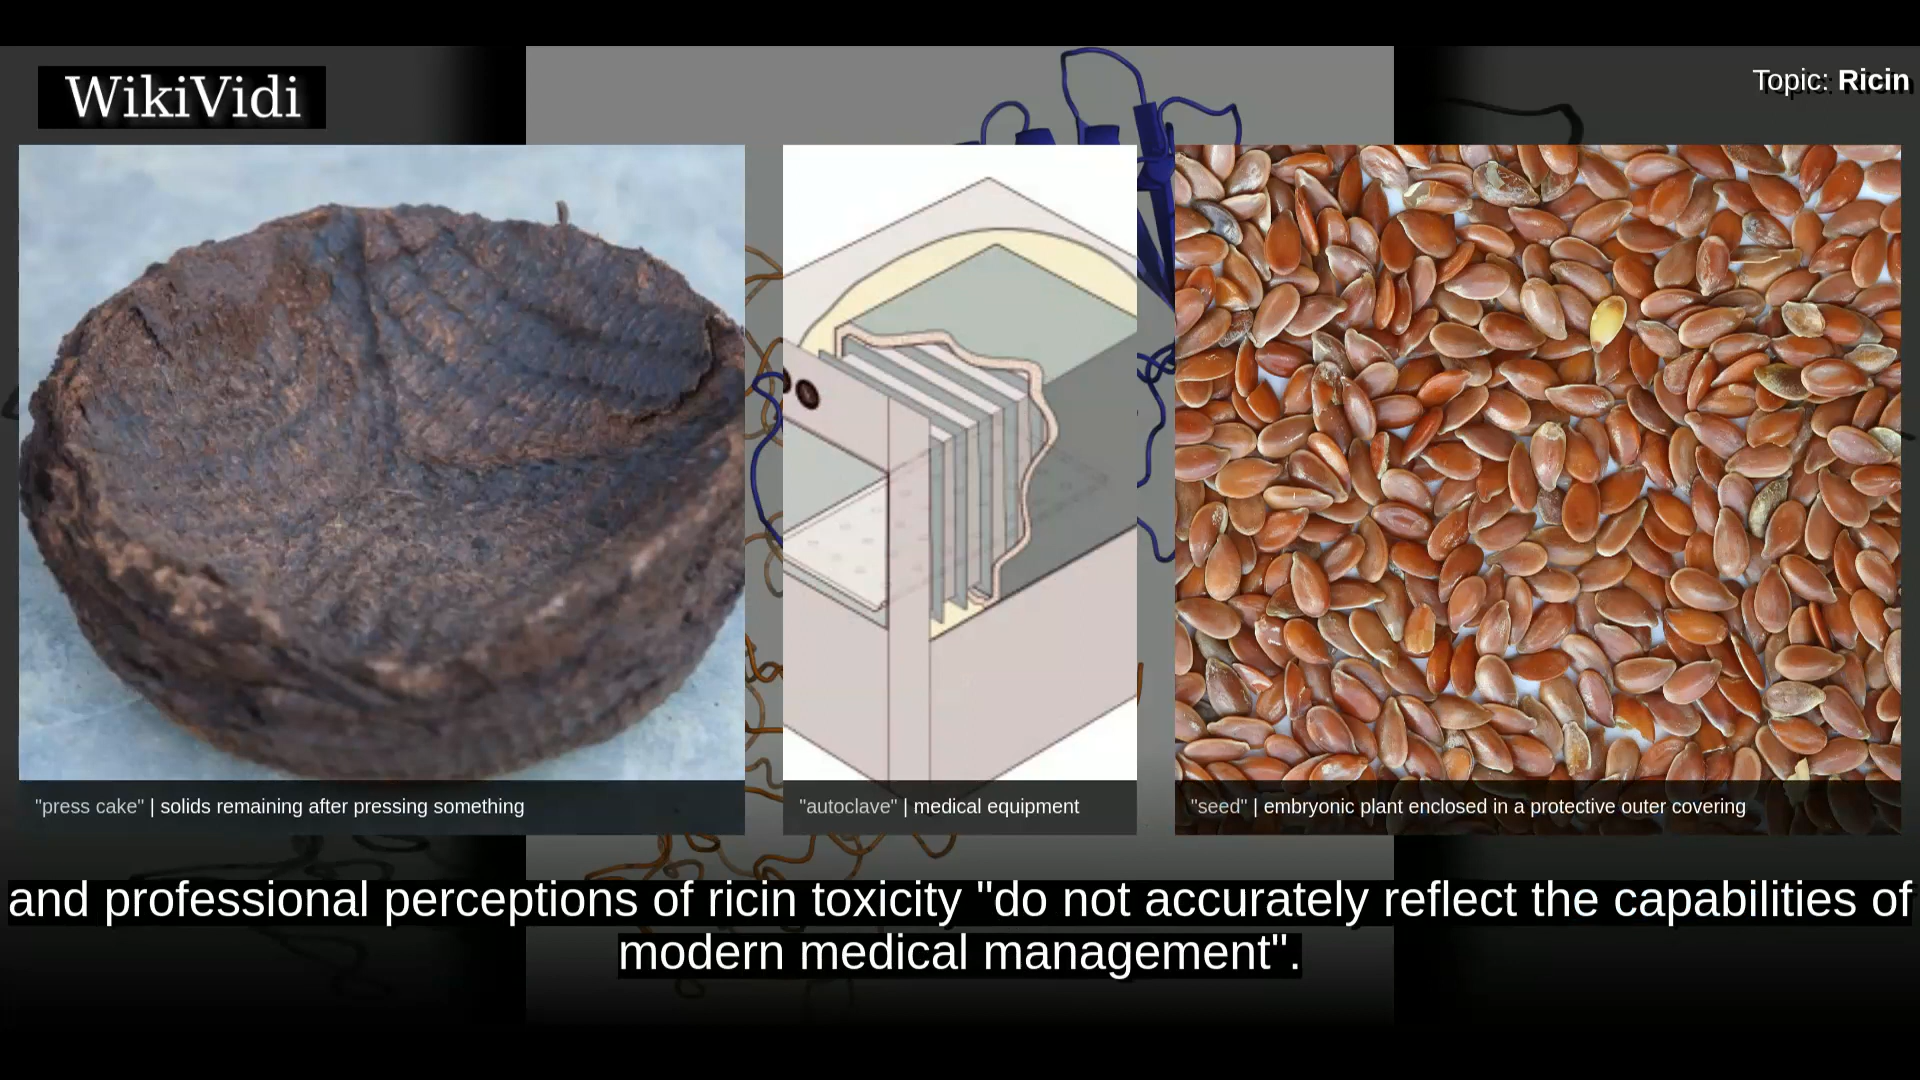 WikiVidi
Topic: Ricin
"press cake" | solids remaining after pressing something
"autoclave" | medical equipment
"seed" | embryonic plant enclosed in a protective outer covering
and professional perceptions of ricin toxicity "do not accurately reflect the capabilities of
modern medical management".